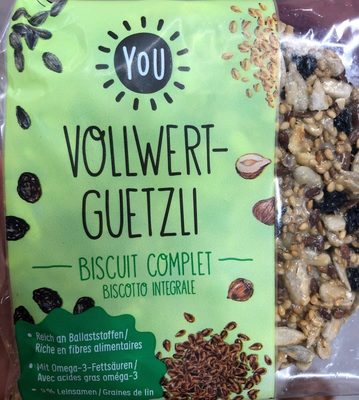 YOU
VOLLWERT-
GUETZLI
BISCUIT COMPLET
BISCOTTO INTEGRALE
• Reich an Ballaststoffen/
Riche en fibres alimentaires
• Mit Omega-3-Fettsäuren/
Avec acides gras oméga-3
% Leinsamen/Graines de lin